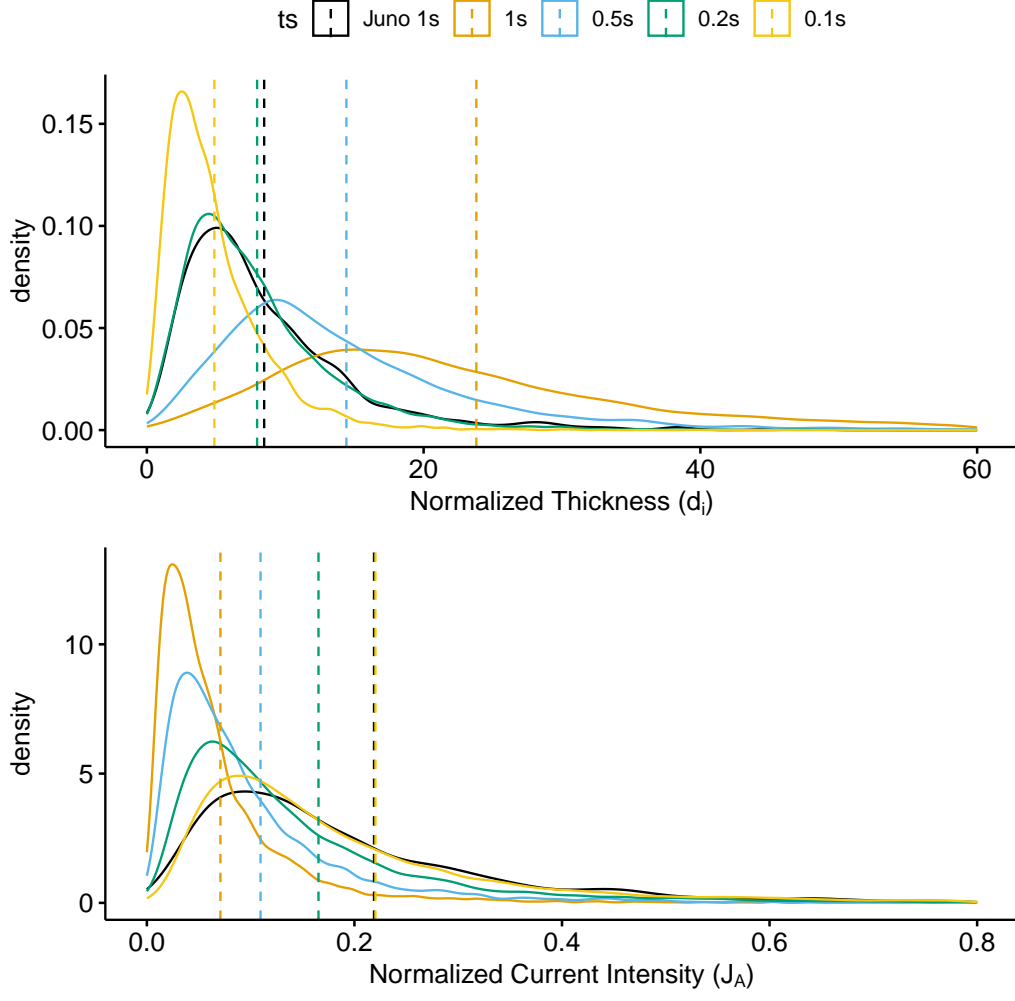 ts Juno 1s 1s 0.5s 0.2s 0.1s
density
0.15
0.10
0.05
0.00
0 20 40 60
Normalized Thickness (dᵢ)
density
10
5
0
0.0 0.2 0.4 0.6 0.8
Normalized Current Intensity (J_A)